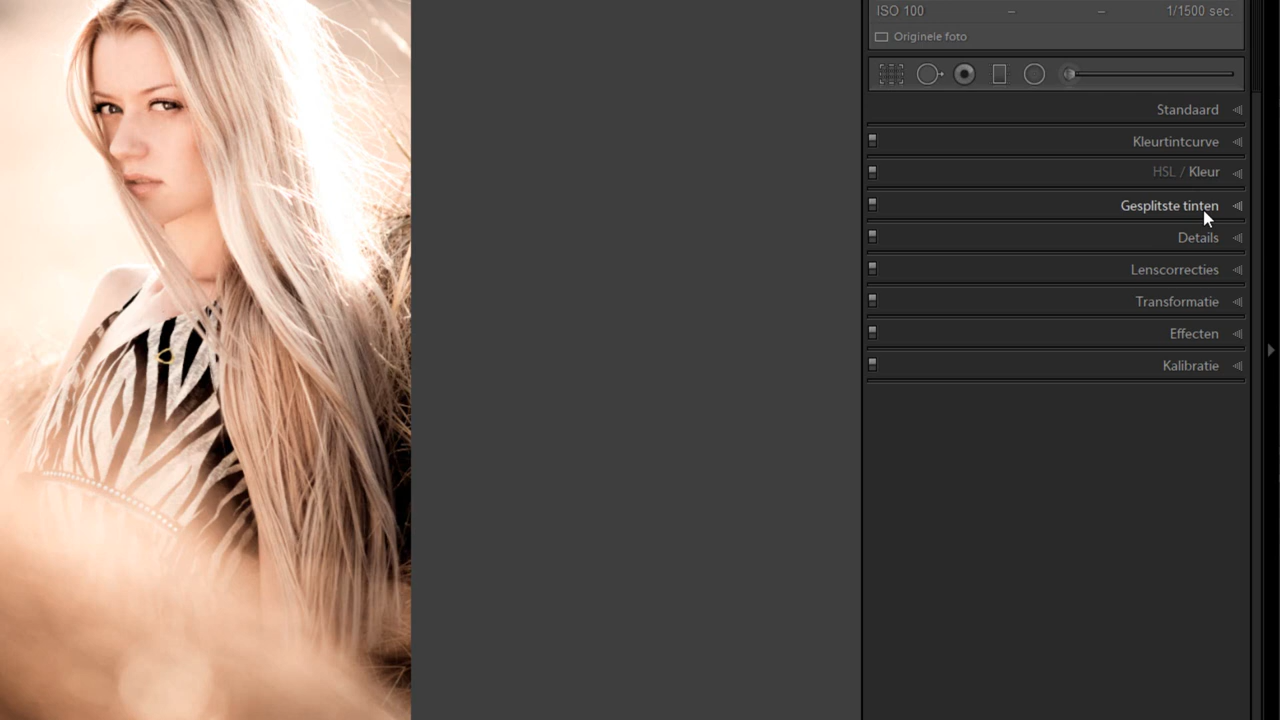 ISO 100 – – 1/1500 sec.
Originele foto
Standaard
Kleurtintcurve
HSL / Kleur
Gesplitste tinten
Details
Lenscorrecties
Transformatie
Effecten
Kalibratie